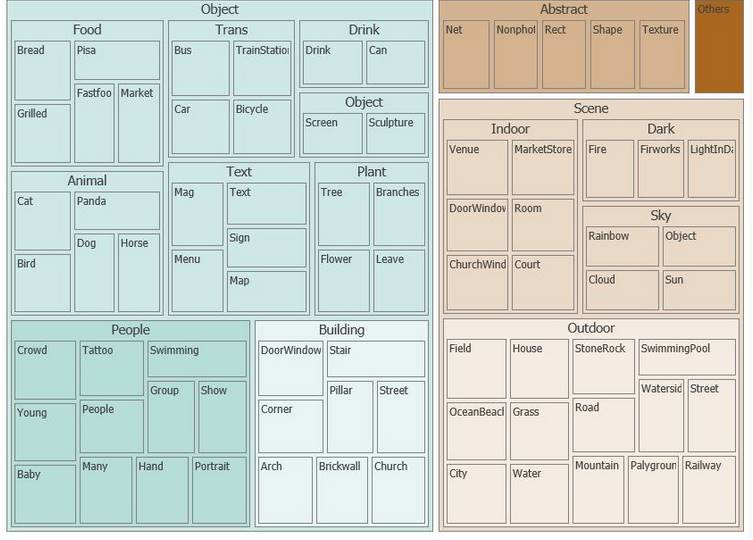 Object
Food
Bread
Pisa
Grilled
Fastfoo
Market
Trans
Bus
TrainStation
Car
Bicycle
Drink
Drink
Can
Object
Screen
Sculpture
Animal
Cat
Panda
Bird
Dog
Horse
Text
Mag
Text
Menu
Sign
Map
Plant
Tree
Branches
Flower
Leave
People
Crowd
Tattoo
Swimming
Young
People
Group
Show
Baby
Many
Hand
Portrait
Building
DoorWindow
Stair
Corner
Pillar
Street
Arch
Brickwall
Church
Abstract
Net
Nonphot
Rect
Shape
Texture
Others
Scene
Indoor
Venue
MarketStore
DoorWindow
Room
ChurchWind
Court
Dark
Fire
Firworks
LightInDa
Sky
Rainbow
Object
Cloud
Sun
Outdoor
Field
House
StoneRock
SwimmingPool
OceanBeach
Grass
Road
Watersid
Street
City
Water
Mountain
Palygroun
Railway